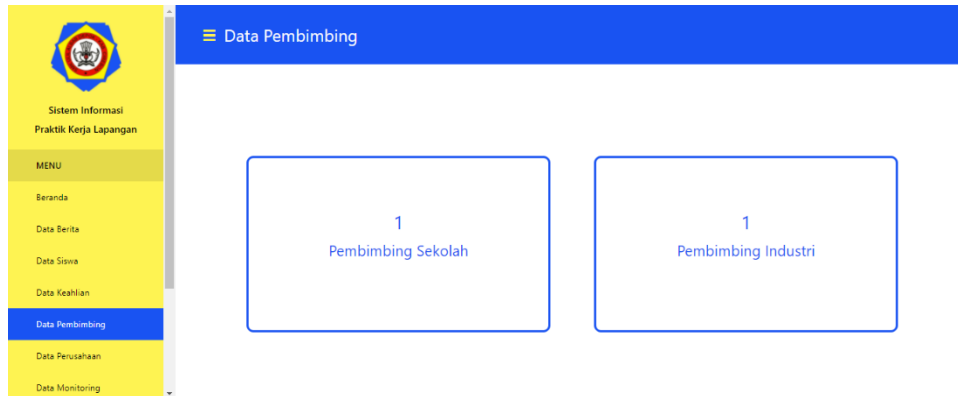 Sistem Informasi
Praktik Kerja Lapangan
MENU
Beranda
Data Berita
Data Siswa
Data Keahlian
Data Pembimbing
Data Perusahaan
Data Monitoring
Data Pembimbing
1
Pembimbing Sekolah
1
Pembimbing Industri